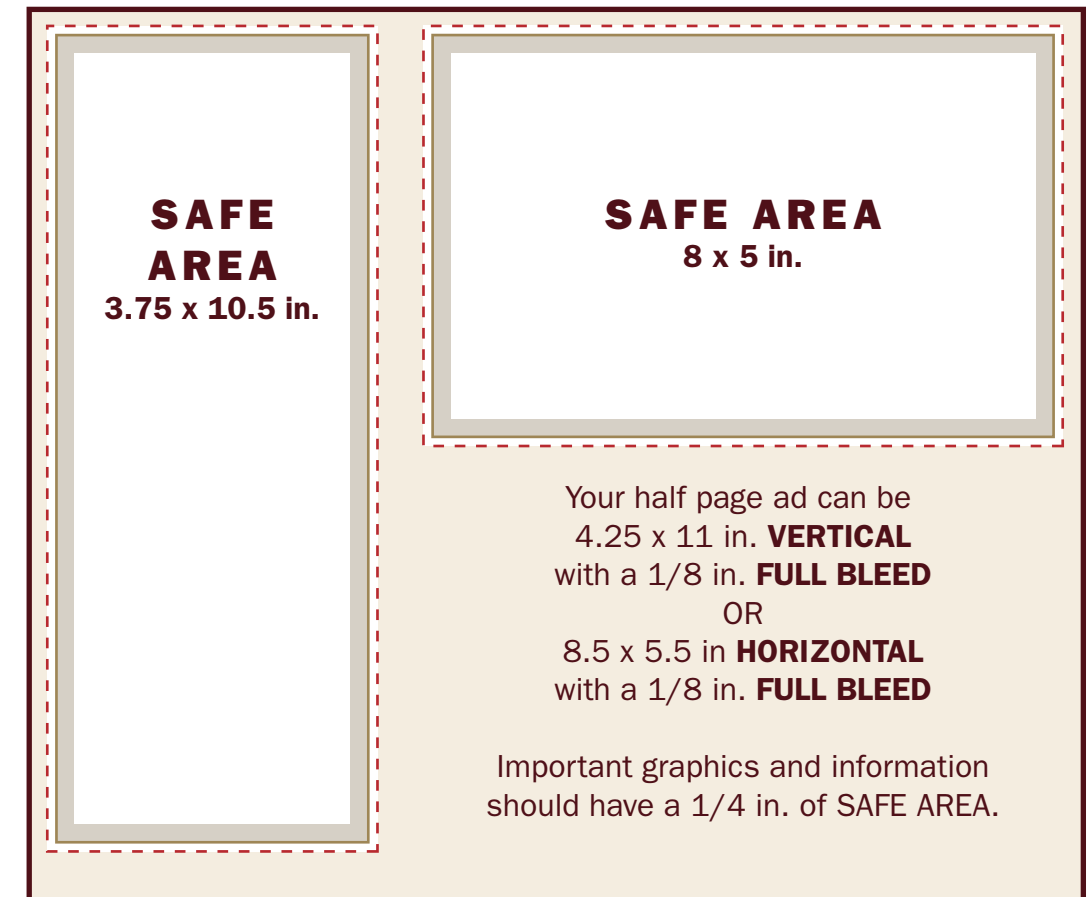 SAFE
AREA
3.75 x 10.5 in.
SAFE AREA
8 x 5 in.
Your half page ad can be
4.25 x 11 in. VERTICAL
with a 1/8 in. FULL BLEED
OR
8.5 x 5.5 in HORIZONTAL
with a 1/8 in. FULL BLEED
Important graphics and information
should have a 1/4 in. of SAFE AREA.